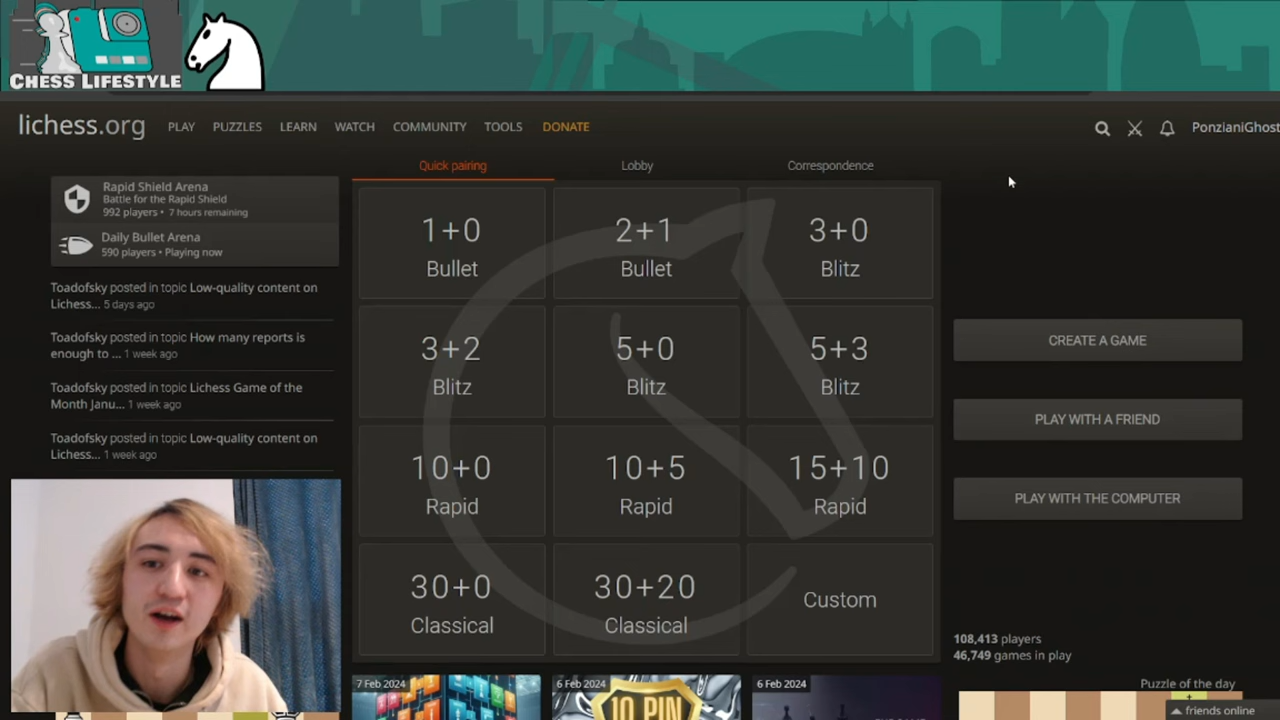 CHESS LIFESTYLE
lichess.org
PLAY
PUZZLES
LEARN
WATCH
COMMUNITY
TOOLS
DONATE
PonzianiGhost
Quick pairing
Lobby
Correspondence
Rapid Shield Arena
Battle for the Rapid Shield
992 players • 7 hours remaining
Daily Bullet Arena
590 players • Playing now
Toadofsky posted in topic Low-quality content on
Lichess... 5 days ago
Toadofsky posted in topic How many reports is
enough to ... 1 week ago
Toadofsky posted in topic Lichess Game of the
Month Janu... 1 week ago
Toadofsky posted in topic Low-quality content on
Lichess... 1 week ago
1+0
Bullet
2+1
Bullet
3+0
Blitz
3+2
Blitz
5+0
Blitz
5+3
Blitz
10+0
Rapid
10+5
Rapid
15+10
Rapid
30+0
Classical
30+20
Classical
Custom
CREATE A GAME
PLAY WITH A FRIEND
PLAY WITH THE COMPUTER
108,413 players
46,749 games in play
7 Feb 2024
6 Feb 2024
10 PIN
6 Feb 2024
Puzzle of the day
friends online